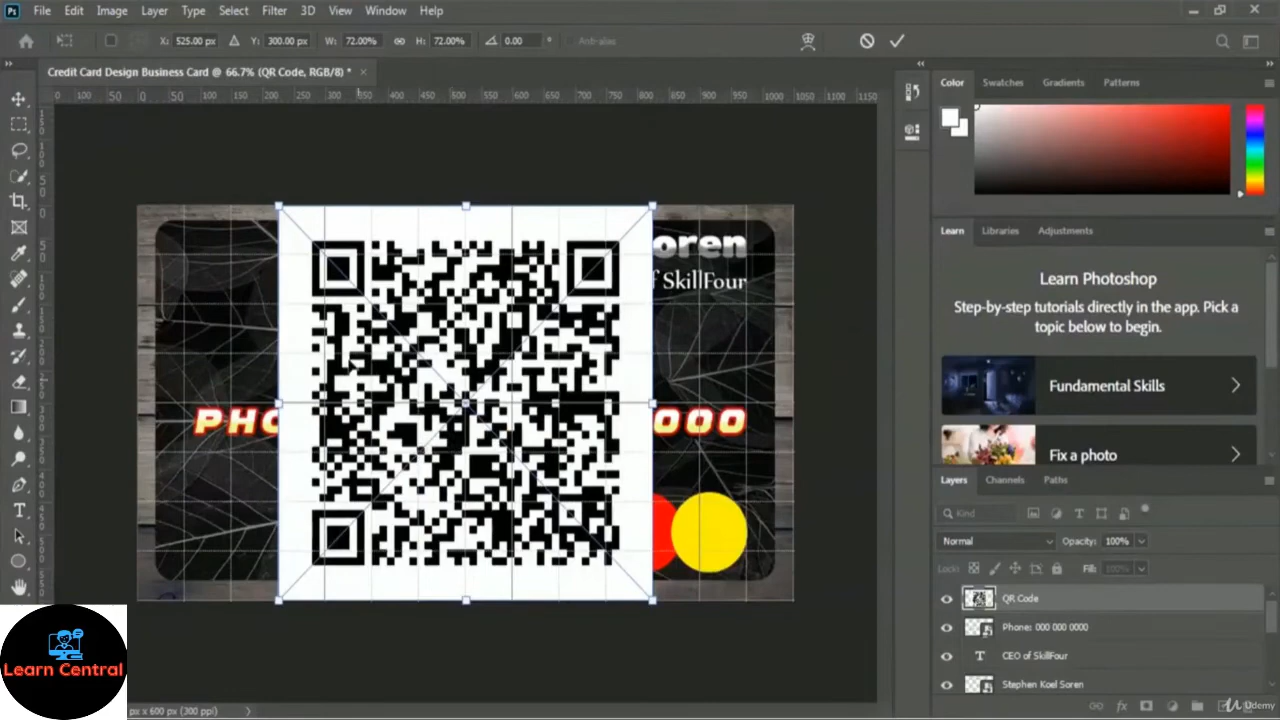 Ps File Edit Image Layer Type Select Filter 3D View Window Help
X: 525.00 px Y: 300.00 px W: 72.00% H: 72.00% 0.00 ° Anti-alias
Credit Card Design Business Card @ 66.7% (QR Code, RGB/8) * ×
Color Swatches Gradients Patterns
Learn Libraries Adjustments
Learn Photoshop
Step-by-step tutorials directly in the app. Pick a
topic below to begin.
Fundamental Skills
Fix a photo
oren
f SkillFour
PHO
000
Layers Channels Paths
Kind
Normal Opacity: 100%
Lock: Fill: 100%
QR Code
Phone: 000 000 0000
T CEO of SkillFour
Stephen Koel Soren
px x 600 px (300 ppi)
fx
Udemy
Learn Central